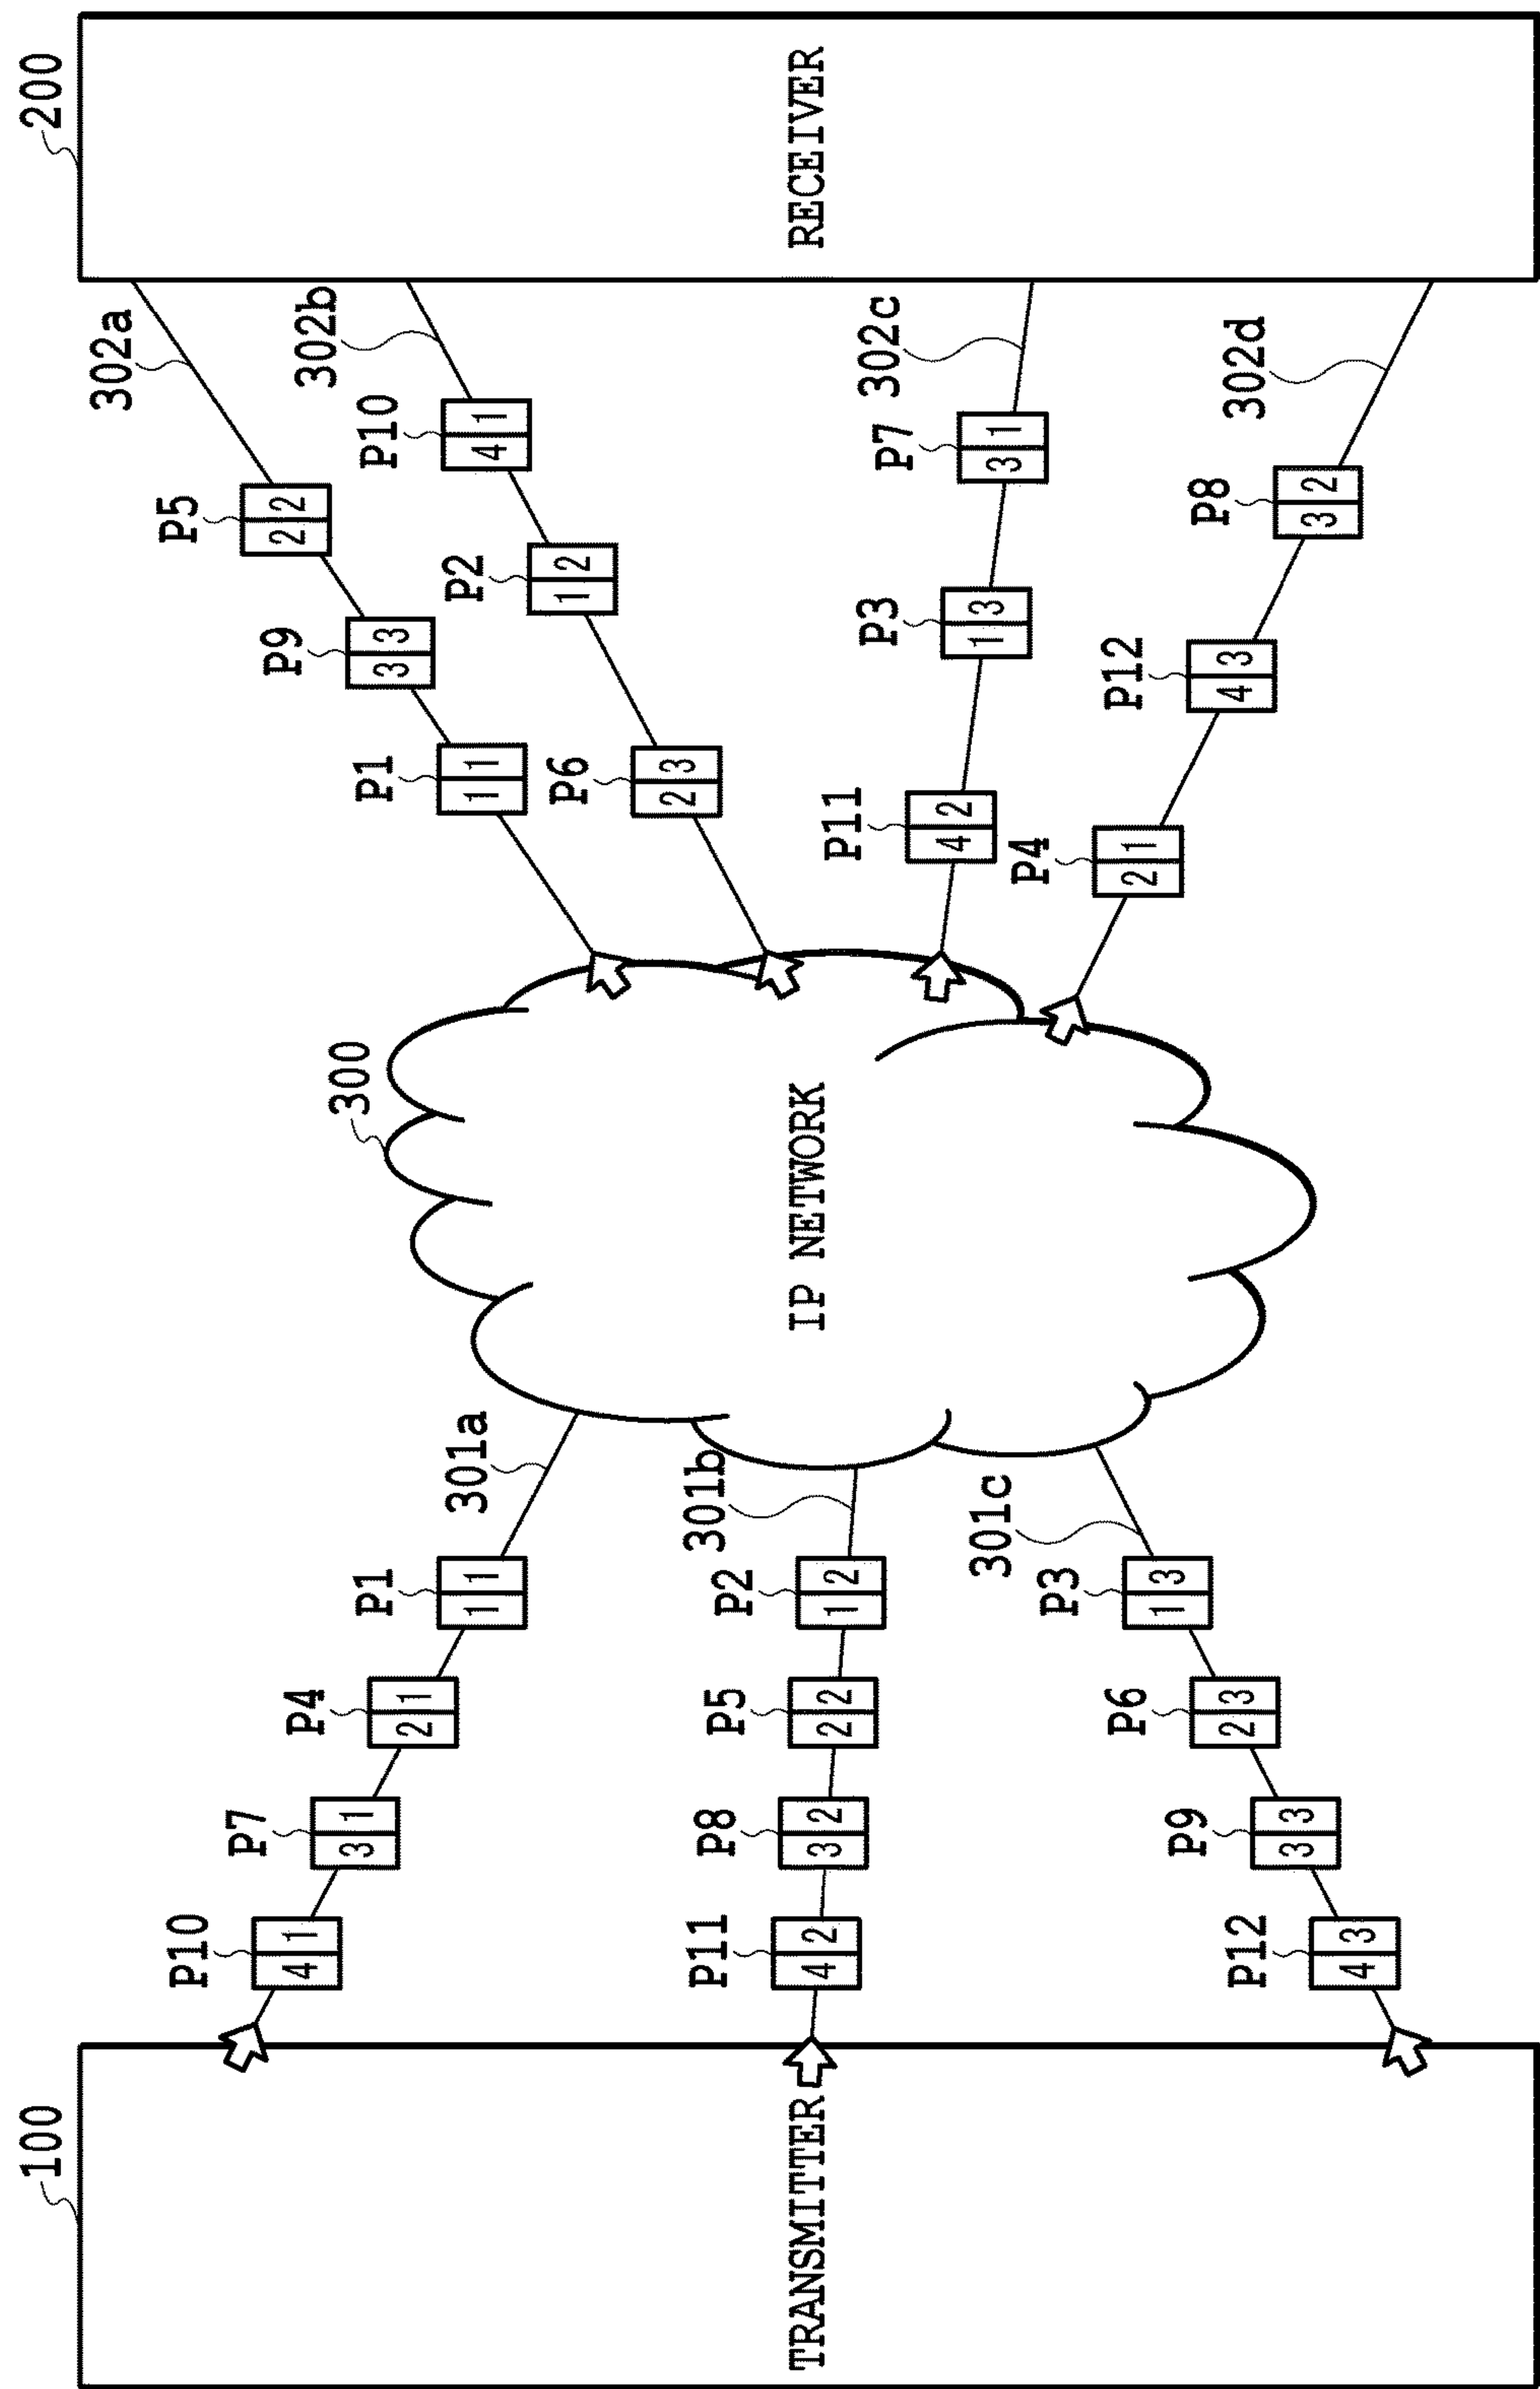 100
TRANSMITTER
P10
4 1
P7
3 1
P4
2 1
P1
1 1
301a
P11
4 2
P8
3 2
P5
2 2
P2
1 2
301b
P12
4 3
P9
3 3
P6
2 3
P3
1 3
301c
300
IP NETWORK
P1
1 1
P9
3 3
P5
2 2
302a
P6
2 3
P2
1 2
P10
4 1
302b
P11
4 2
P3
1 3
P7
3 1
302c
P4
2 1
P12
4 3
P8
3 2
302d
200
RECEIVER